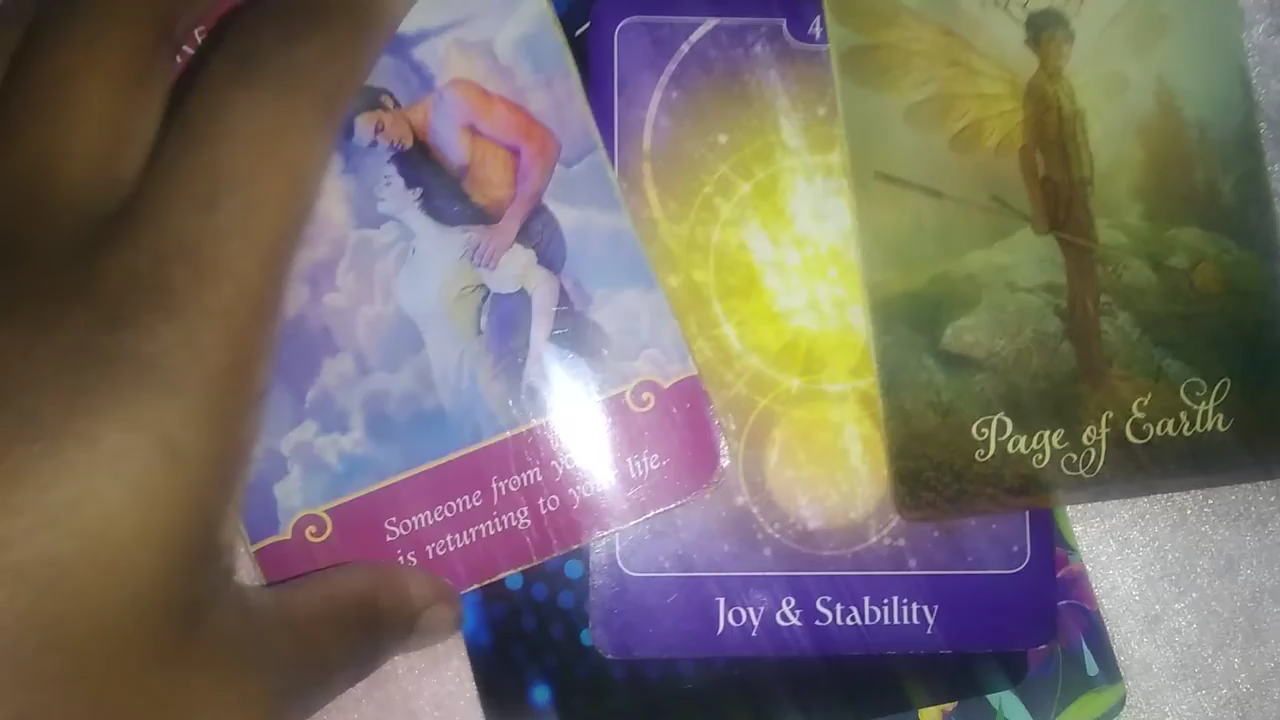 Someone from yo
is returning to yo life.
4
Joy & Stability
Page of Earth